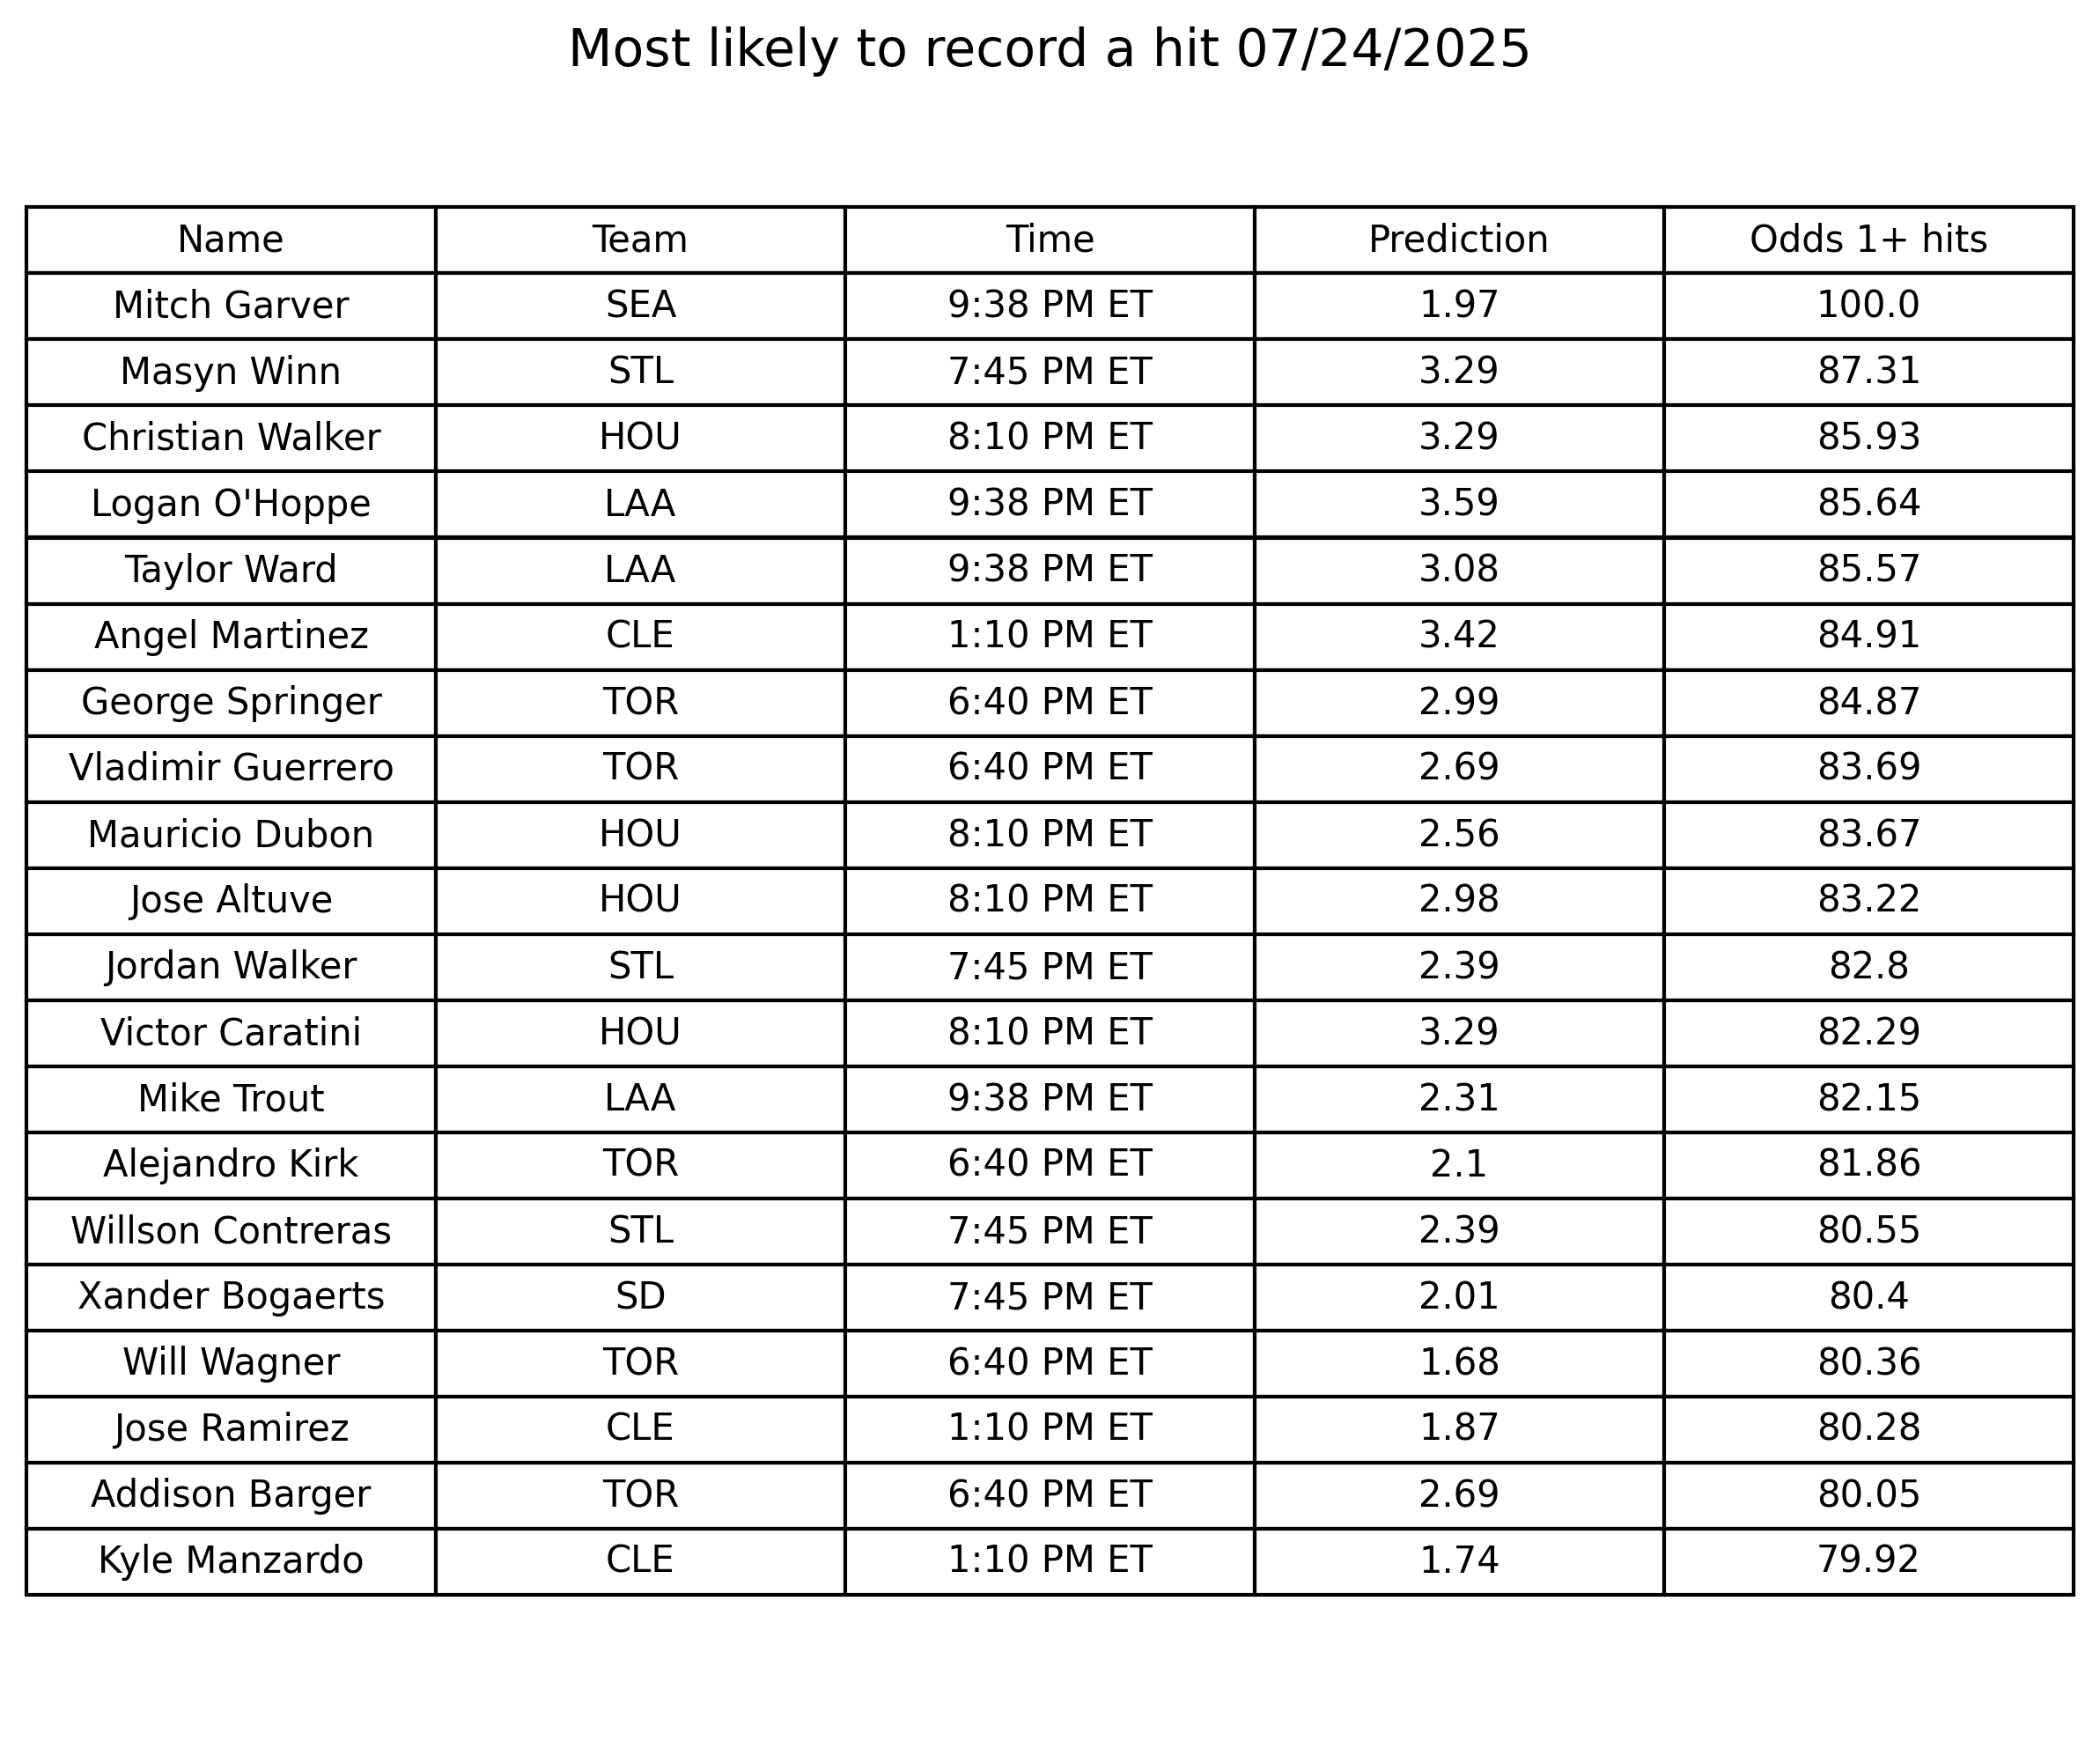 Most likely to record a hit 07/24/2025
Name Team Time Prediction Odds 1+ hits
Mitch Garver SEA 9:38 PM ET 1.97 100.0
Masyn Winn STL 7:45 PM ET 3.29 87.31
Christian Walker HOU 8:10 PM ET 3.29 85.93
Logan O'Hoppe LAA 9:38 PM ET 3.59 85.64
Taylor Ward LAA 9:38 PM ET 3.08 85.57
Angel Martinez CLE 1:10 PM ET 3.42 84.91
George Springer TOR 6:40 PM ET 2.99 84.87
Vladimir Guerrero TOR 6:40 PM ET 2.69 83.69
Mauricio Dubon HOU 8:10 PM ET 2.56 83.67
Jose Altuve HOU 8:10 PM ET 2.98 83.22
Jordan Walker STL 7:45 PM ET 2.39 82.8
Victor Caratini HOU 8:10 PM ET 3.29 82.29
Mike Trout LAA 9:38 PM ET 2.31 82.15
Alejandro Kirk TOR 6:40 PM ET 2.1 81.86
Willson Contreras STL 7:45 PM ET 2.39 80.55
Xander Bogaerts SD 7:45 PM ET 2.01 80.4
Will Wagner TOR 6:40 PM ET 1.68 80.36
Jose Ramirez CLE 1:10 PM ET 1.87 80.28
Addison Barger TOR 6:40 PM ET 2.69 80.05
Kyle Manzardo CLE 1:10 PM ET 1.74 79.92